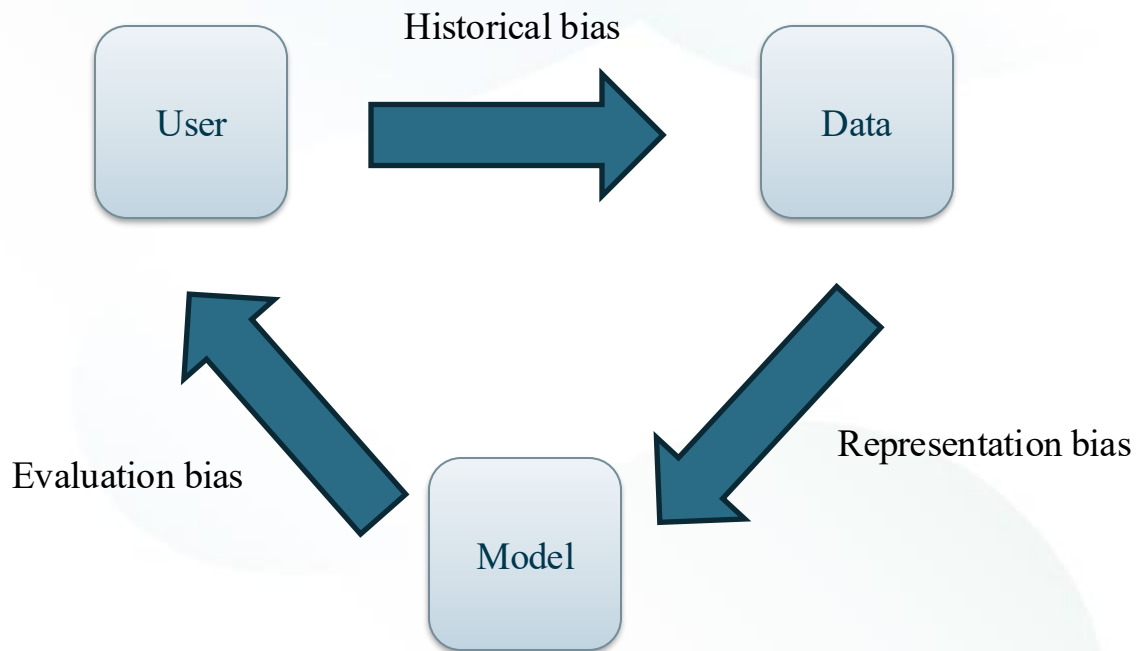 Historical bias
User
Data
Representation bias
Evaluation bias
Model